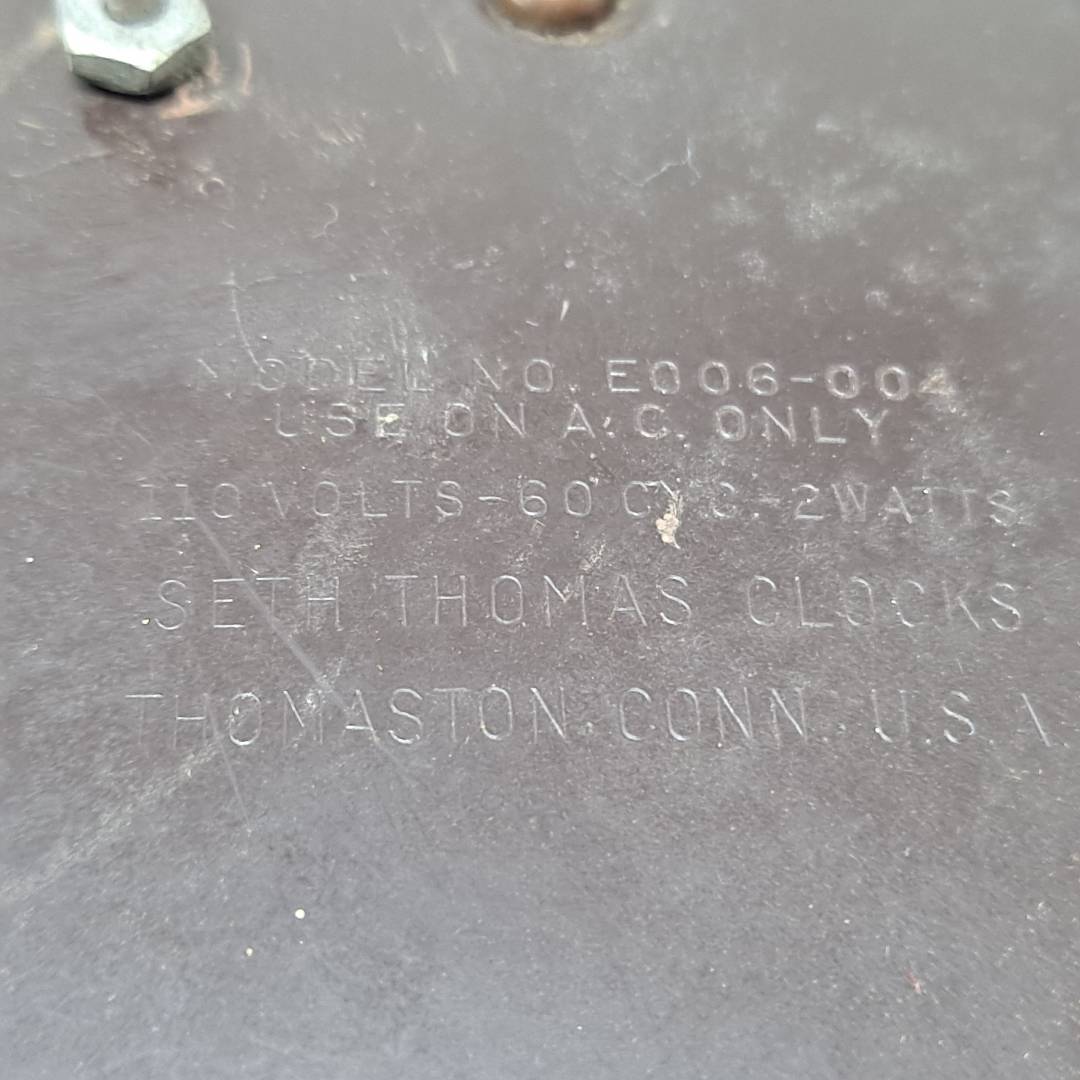 MODEL NO. E006-004
USE ON A.C. ONLY
110 VOLTS-60 CYC.-2WATTS
SETH THOMAS CLOCKS
THOMASTON, CONN. U.S.A.